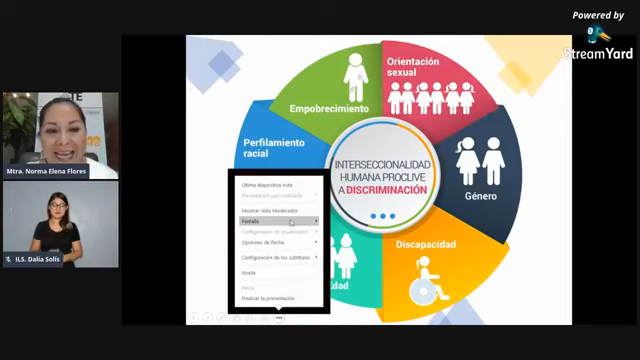 Powered by
StreamYard
Orientación
sexual
Empobrecimiento
Perfilamiento
racial
INTERSECCIONALIDAD
HUMANA PROCLIVE
A DISCRIMINACIÓN
Género
Discapacidad
Mtra. Norma Elena Flores
ILS. Dalia Solís
Última diapositiva vista
Presentación personalizada
Mostrar vista Moderador
Pantalla
Configuración de visualización
Opciones de flecha
Configuración de los subtítulos
Ayuda
Pausa
Finalizar la presentación
dad